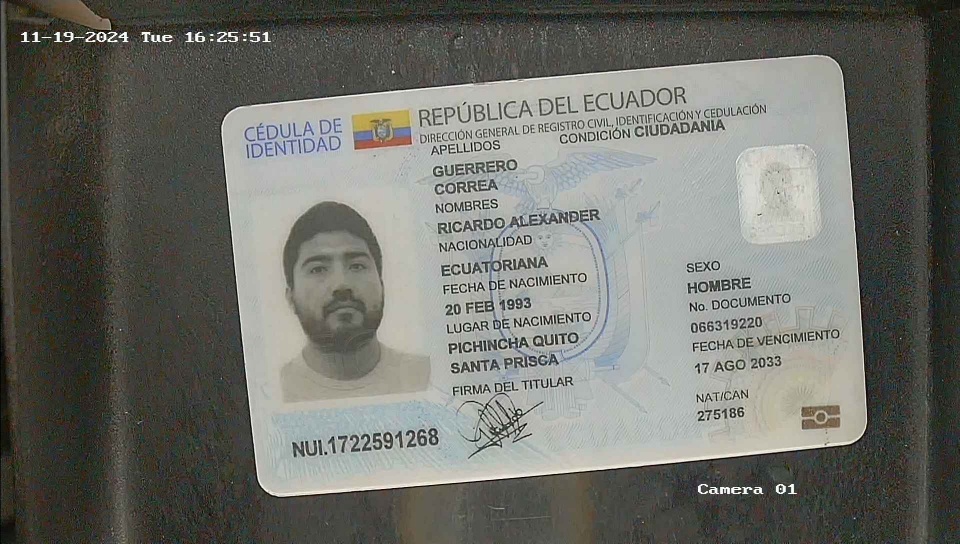 11-19-2024 Tue 16:25:51
CÉDULA DE
IDENTIDAD
REPÚBLICA DEL ECUADOR
DIRECCIÓN GENERAL DE REGISTRO CIVIL, IDENTIFICACIÓN Y CEDULACIÓN
APELLIDOS
CONDICIÓN CIUDADANIA
GUERRERO
CORREA
NOMBRES
RICARDO ALEXANDER
NACIONALIDAD
ECUATORIANA
FECHA DE NACIMIENTO
20 FEB 1993
LUGAR DE NACIMIENTO
PICHINCHA QUITO
SANTA PRISCA
FIRMA DEL TITULAR
SEXO
HOMBRE
No. DOCUMENTO
066319220
FECHA DE VENCIMIENTO
17 AGO 2033
NAT/CAN
275186
NUI.1722591268
Camera 01